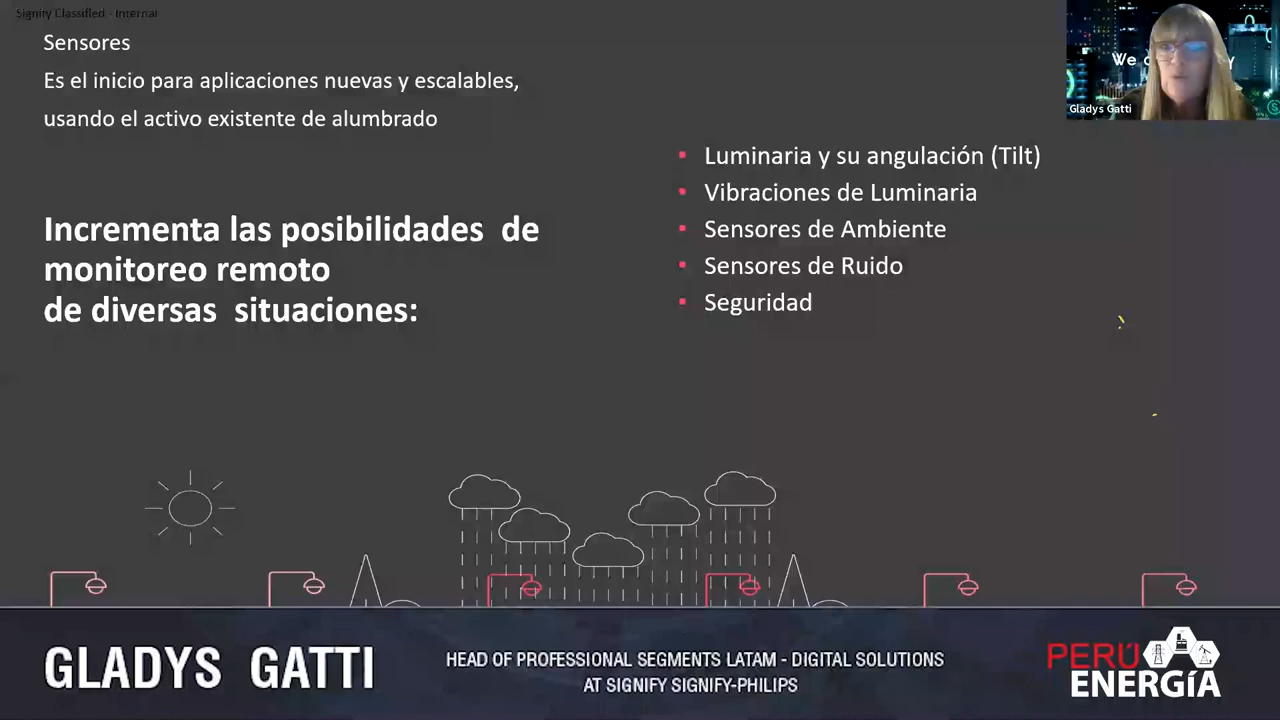 Signify Classified - Internal
Sensores
Es el inicio para aplicaciones nuevas y escalables,
usando el activo existente de alumbrado
Incrementa las posibilidades de
monitoreo remoto
de diversas situaciones:
• Luminaria y su angulación (Tilt)
• Vibraciones de Luminaria
• Sensores de Ambiente
• Sensores de Ruido
• Seguridad
We
Gladys Gatti
GLADYS GATTI
HEAD OF PROFESSIONAL SEGMENTS LATAM - DIGITAL SOLUTIONS
AT SIGNIFY SIGNIFY-PHILIPS
PERÚ
ENERGíA